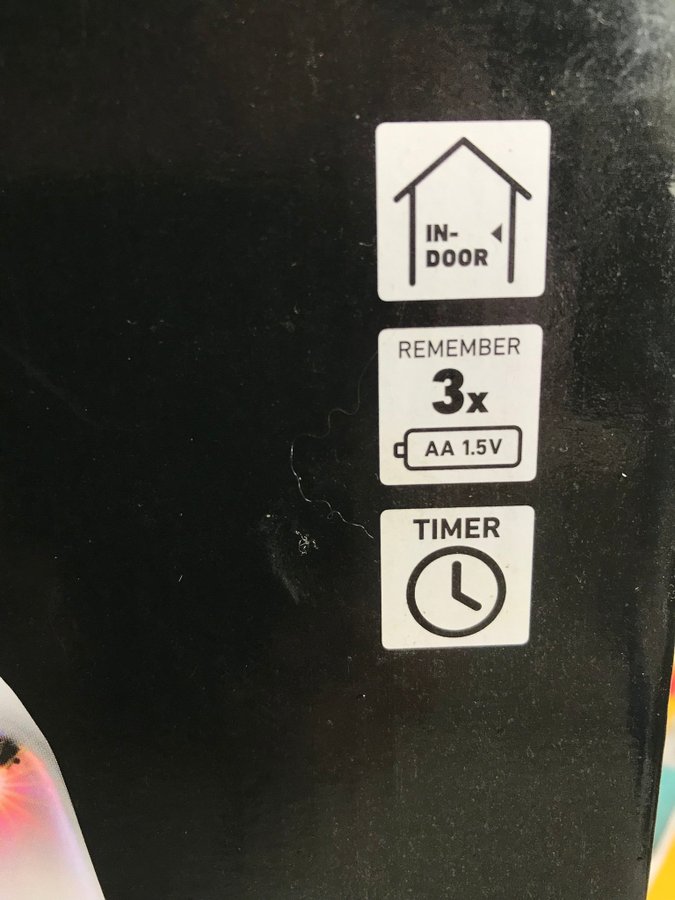 IN-
DOOR
REMEMBER
3x
AA 1.5V
TIMER